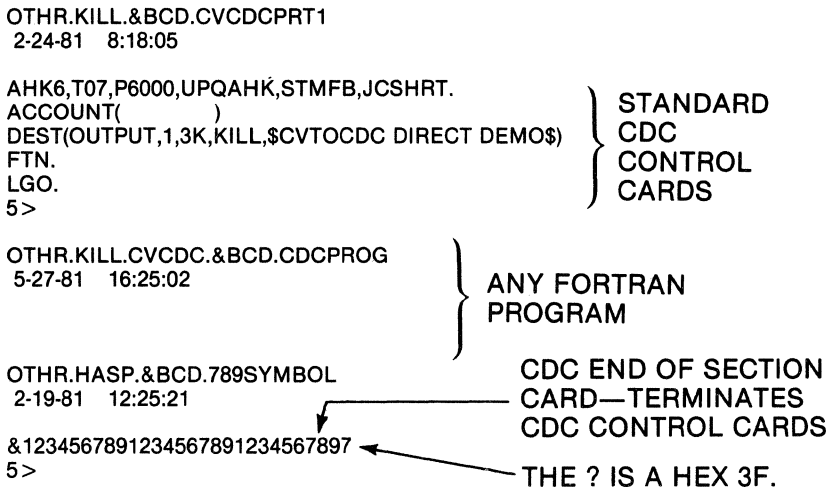 OTHR.KILL.&BCD.CVCDCPRT1
2-24-81 8:18:05
AHK6,T07,P6000,UPQAHK,STMFB,JCSHRT.
ACCOUNT( )
DEST(OUTPUT,1,3K,KILL,$CVTOCDC DIRECT DEMO$)
FTN.
LGO.
5>
STANDARD
CDC
CONTROL
CARDS
OTHR.KILL.CVCDC.&BCD.CDCPROG
5-27-81 16:25:02
ANY FORTRAN
PROGRAM
OTHR.HASP.&BCD.789SYMBOL
2-19-81 12:25:21
&1234567891234567891234567897
5>
CDC END OF SECTION
CARD—TERMINATES
CDC CONTROL CARDS
THE ? IS A HEX 3F.